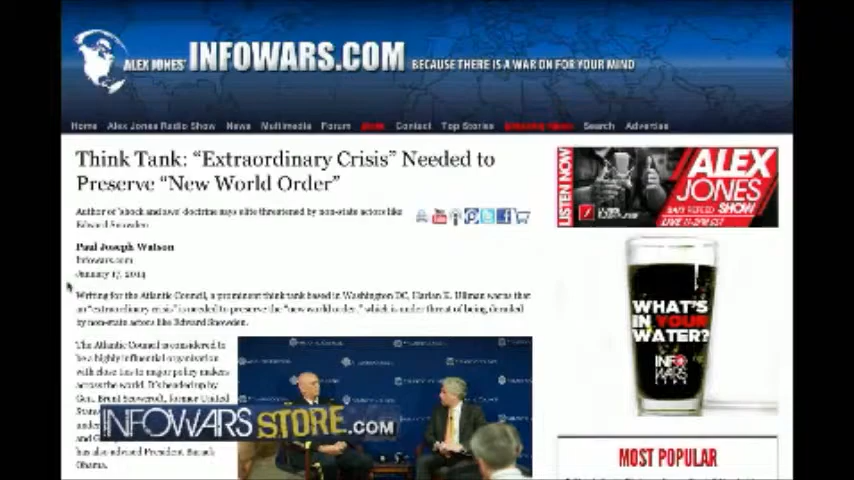 ALEX JONES' INFOWARS.COM BECAUSE THERE IS A WAR ON FOR YOUR MIND
Home Alex Jones Radio Show News Multimedia Forum Contact Top Stories Search Advertise
Think Tank: “Extraordinary Crisis” Needed to
Preserve “New World Order”
Author of ‘shock and awe’ doctrine says elite threatened by non-state actors like
Edward Snowden
Paul Joseph Watson
Infowars.com
January 17, 2014
Writing for the Atlantic Council, a prominent think tank based in Washington DC, Harlan K. Ullman warns that
an “extraordinary crisis” is needed to preserve the “new world order,” which is under threat of being derailed
by non-state actors like Edward Snowden.
The Atlantic Council is considered to
be a highly influential organization
with close ties to major policy makers
across the world. It's headed up by
Gen. Brent Scowcroft, former United
States
INFOWARS STORE.COM
and
has also advised President Barack
Obama.
LISTEN NOW
ALEX
JONES
SHOW
WHAT'S
IN YOUR
WATER?
INFO
WARS
MOST POPULAR